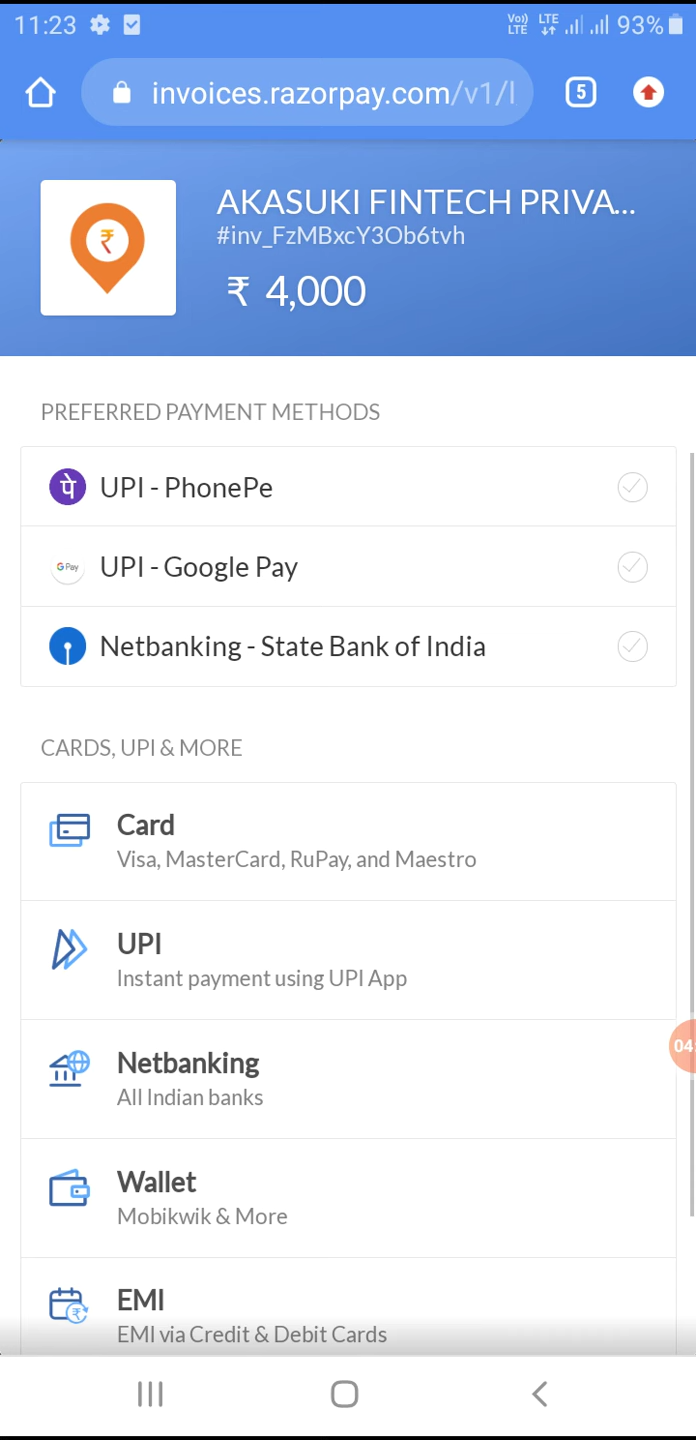 11:23
Vo)) LTE LTE 93%
invoices.razorpay.com/v1/l
5
₹
AKASUKI FINTECH PRIVA...
#inv_FzMBxcY3Ob6tvh
₹ 4,000
PREFERRED PAYMENT METHODS
पे UPI - PhonePe
G Pay UPI - Google Pay
Netbanking - State Bank of India
CARDS, UPI & MORE
Card
Visa, MasterCard, RuPay, and Maestro
UPI
Instant payment using UPI App
04:
Netbanking
All Indian banks
Wallet
Mobikwik & More
₹
EMI
EMI via Credit & Debit Cards